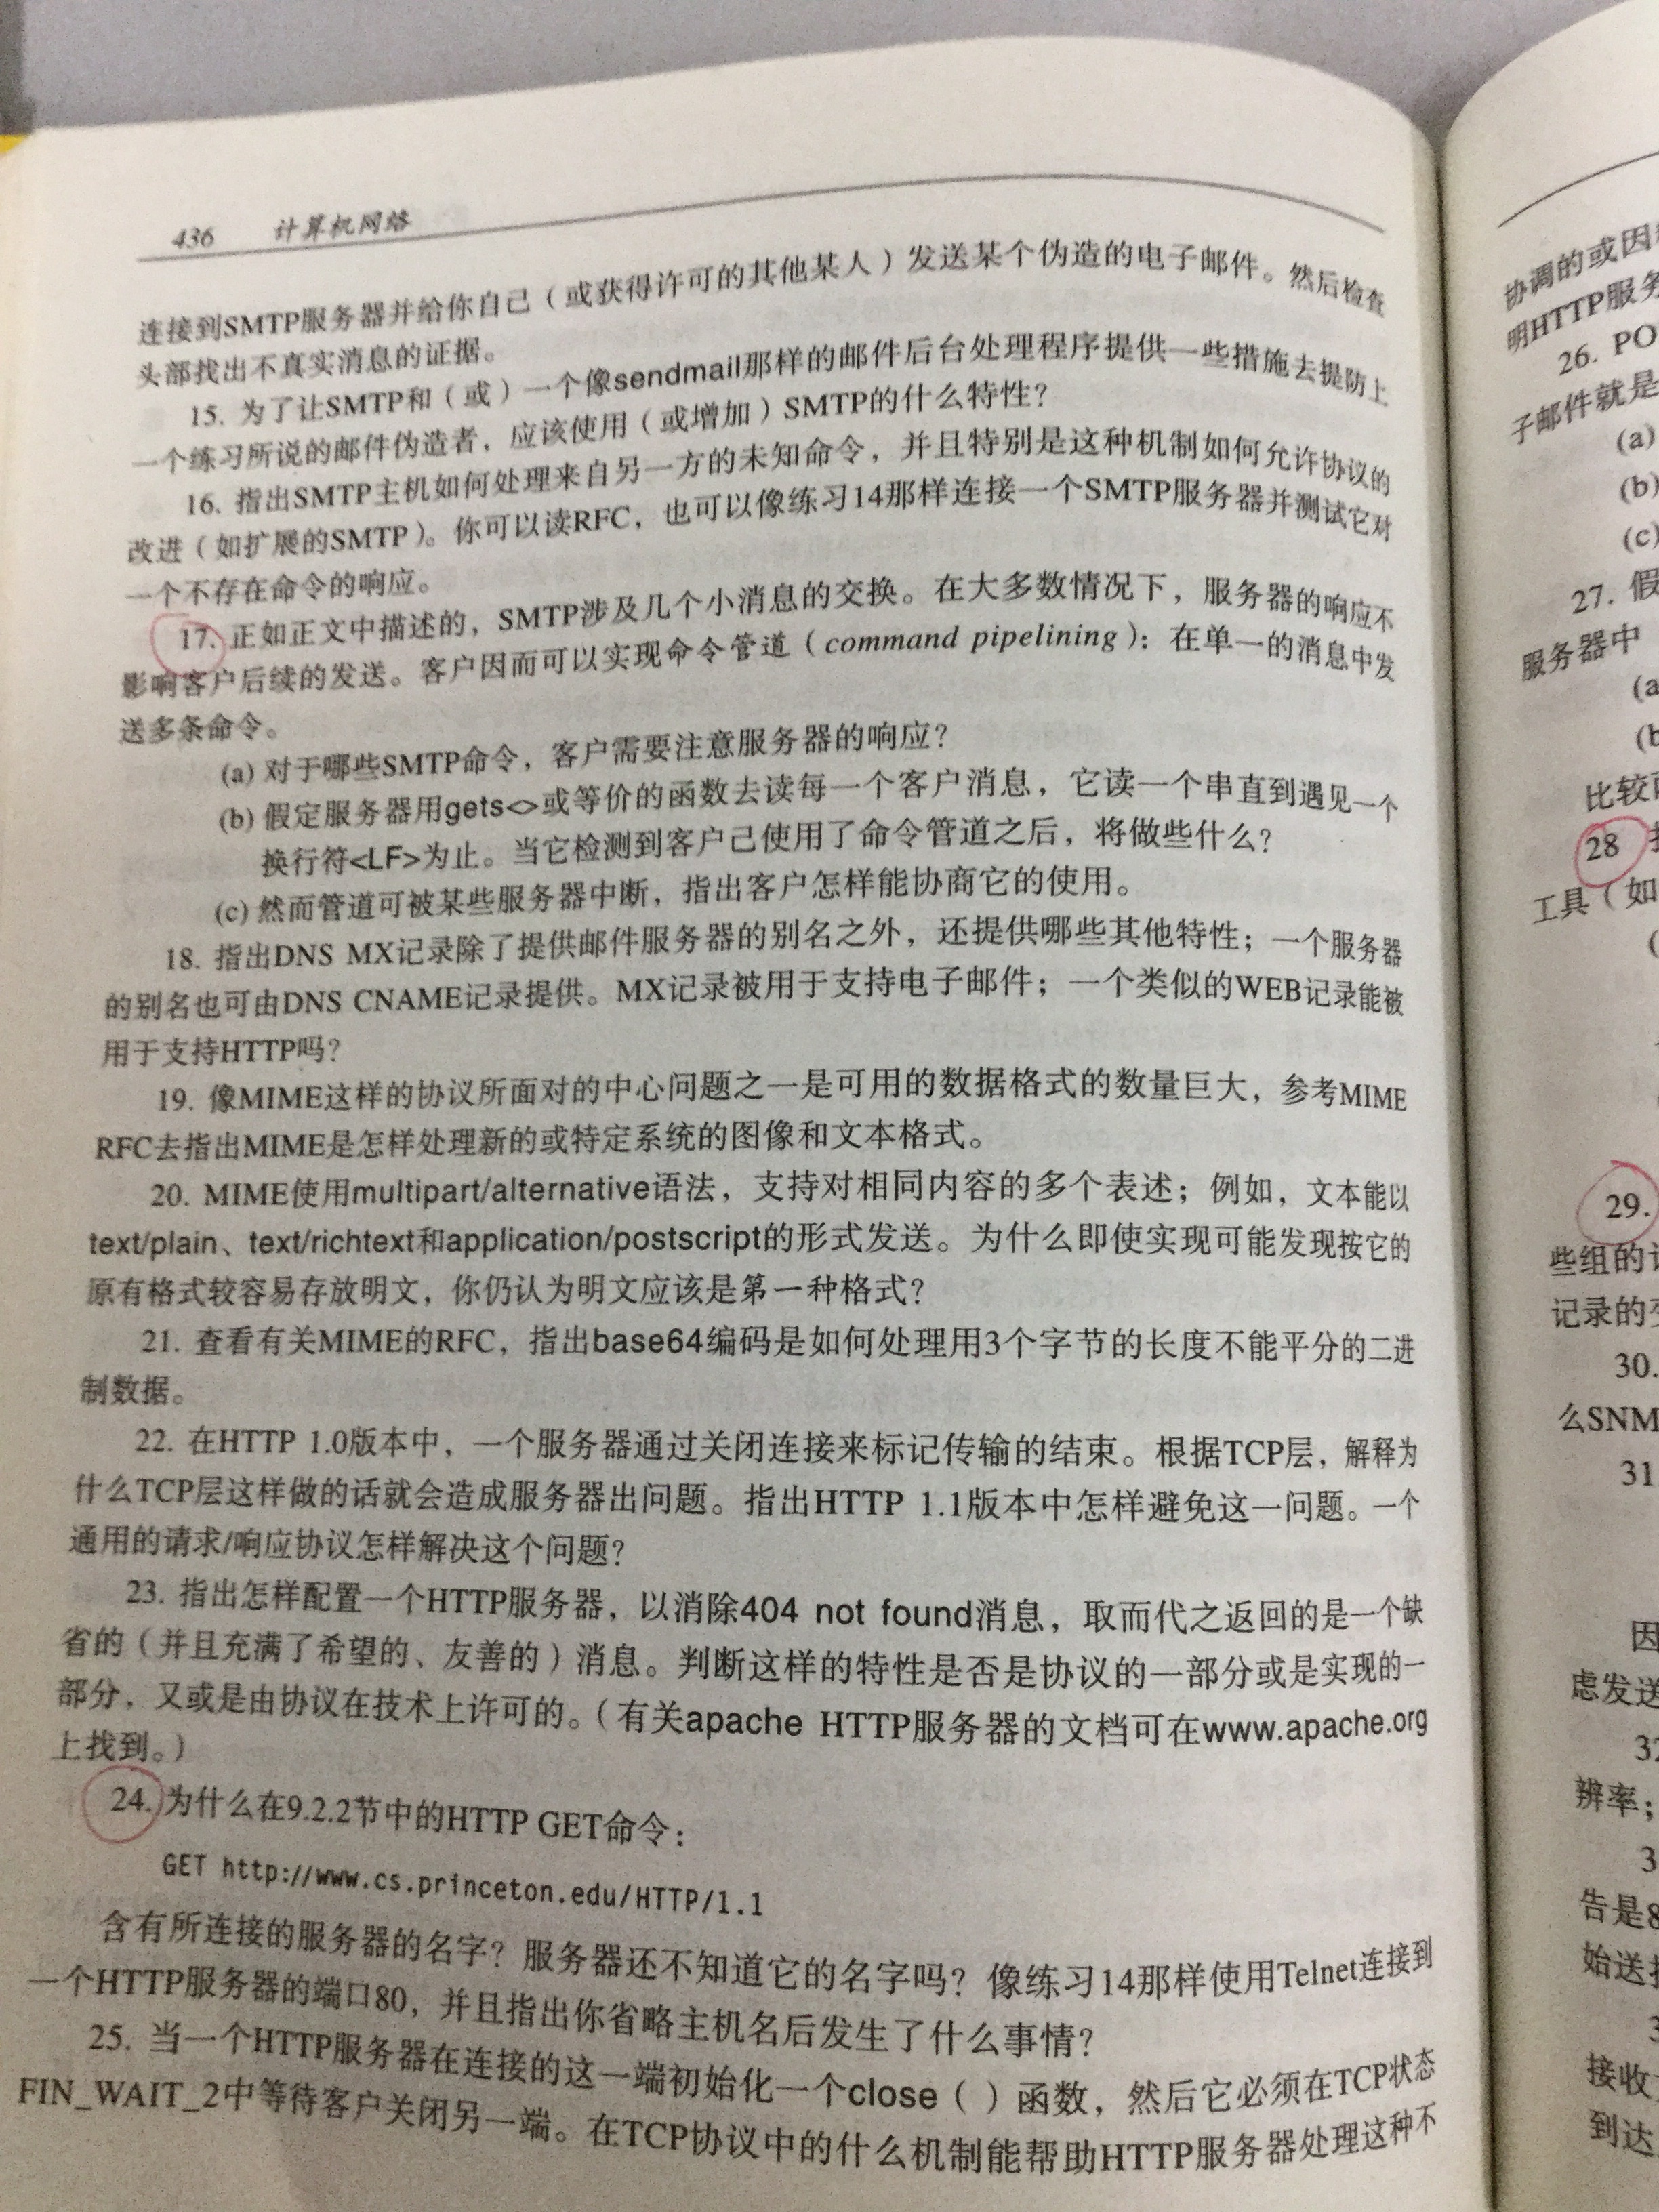 436 计算机网络
连接到SMTP服务器并给你自己（或获得许可的其他某人）发送某个伪造的电子邮件。然后检查
头部找出不真实消息的证据。
15. 为了让SMTP和（或）一个像sendmail那样的邮件后台处理程序提供一些措施去提防上
一个练习所说的邮件伪造者，应该使用（或增加）SMTP的什么特性？
16. 指出SMTP主机如何处理来自另一方的未知命令，并且特别是这种机制如何允许协议的
改进（如扩展的SMTP）。你可以读RFC，也可以像练习14那样连接一个SMTP服务器并测试它对
一个不存在命令的响应。
17. 正如正文中描述的，SMTP涉及几个小消息的交换。在大多数情况下，服务器的响应不
影响客户后续的发送。客户因而可以实现命令管道（command pipelining）：在单一的消息中发
送多条命令。
(a) 对于哪些SMTP命令，客户需要注意服务器的响应？
(b) 假定服务器用gets<>或等价的函数去读每一个客户消息，它读一个串直到遇见一个
换行符<LF>为止。当它检测到客户己使用了命令管道之后，将做些什么？
(c) 然而管道可被某些服务器中断，指出客户怎样能协商它的使用。
18. 指出DNS MX记录除了提供邮件服务器的别名之外，还提供哪些其他特性；一个服务器
的别名也可由DNS CNAME记录提供。MX记录被用于支持电子邮件；一个类似的WEB记录能被
用于支持HTTP吗？
19. 像MIME这样的协议所面对的中心问题之一是可用的数据格式的数量巨大，参考MIME
RFC去指出MIME是怎样处理新的或特定系统的图像和文本格式。
20. MIME使用multipart/alternative语法，支持对相同内容的多个表述；例如，文本能以
text/plain、text/richtext和application/postscript的形式发送。为什么即使实现可能发现按它的
原有格式较容易存放明文，你仍认为明文应该是第一种格式？
21. 查看有关MIME的RFC，指出base64编码是如何处理用3个字节的长度不能平分的二进
制数据。
22. 在HTTP 1.0版本中，一个服务器通过关闭连接来标记传输的结束。根据TCP层，解释为
什么TCP层这样做的话就会造成服务器出问题。指出HTTP 1.1版本中怎样避免这一问题。一个
通用的请求/响应协议怎样解决这个问题？
23. 指出怎样配置一个HTTP服务器，以消除404 not found消息，取而代之返回的是一个缺
省的（并且充满了希望的、友善的）消息。判断这样的特性是否是协议的一部分或是实现的一
部分，又或是由协议在技术上许可的。（有关apache HTTP服务器的文档可在www.apache.org
上找到。）
24. 为什么在9.2.2节中的HTTP GET命令：
GET http://www.cs.princeton.edu/HTTP/1.1
含有所连接的服务器的名字？服务器还不知道它的名字吗？像练习14那样使用Telnet连接到
一个HTTP服务器的端口80，并且指出你省略主机名后发生了什么事情？
25. 当一个HTTP服务器在连接的这一端初始化一个close（）函数，然后它必须在TCP状态
FIN_WAIT_2中等待客户关闭另一端。在TCP协议中的什么机制能帮助HTTP服务器处理这种不
协调的或因
明HTTP服务
26. PO
子邮件就是
(a)
(b)
(c)
27. 假
服务器中
(a
(b
比较
28
工具（如
(
29.
些组的
记录的
30.
么SNM
31
因
虑发送
32
辨率；
3
告是8
始送
3
接收
到达